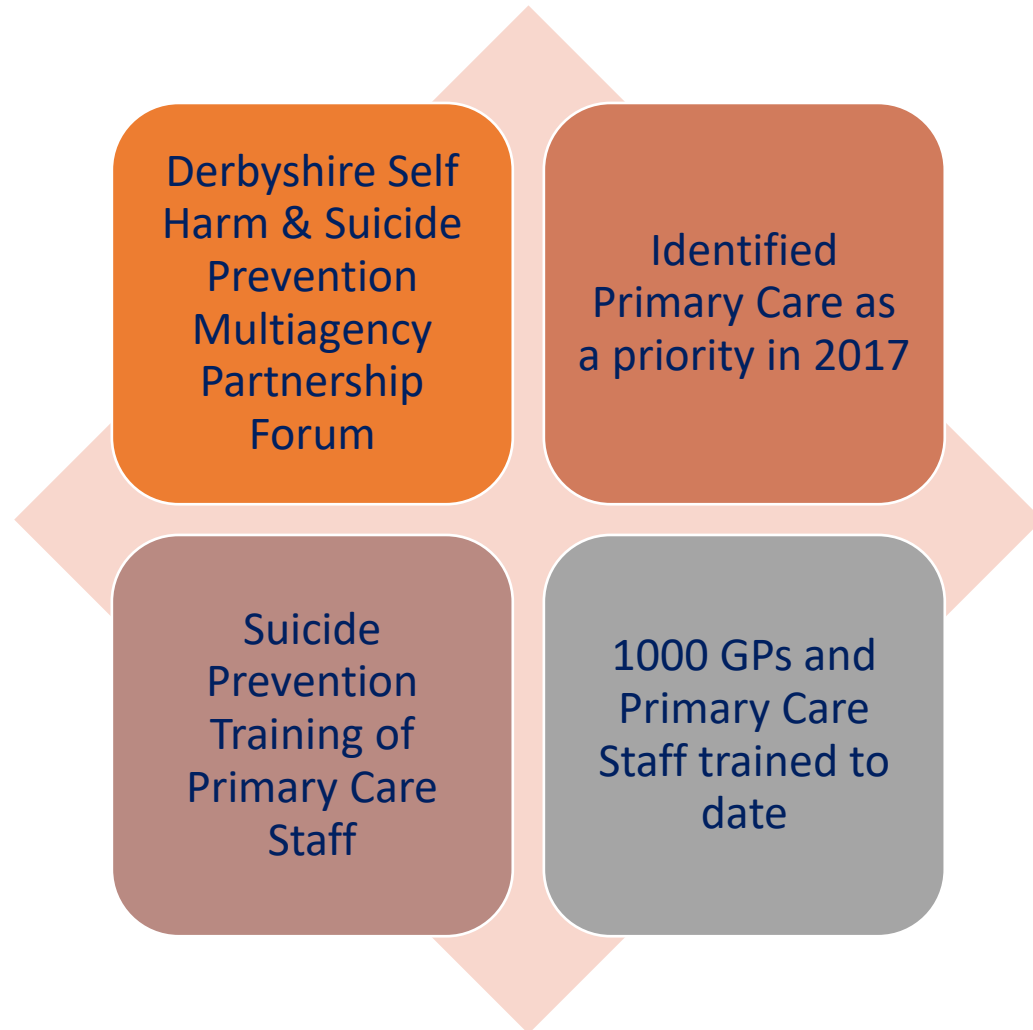 Derbyshire Self
Harm & Suicide
Prevention
Multiagency
Partnership
Forum
Identified
Primary Care as
a priority in 2017
Suicide
Prevention
Training of
Primary Care
Staff
1000 GPs and
Primary Care
Staff trained to
date